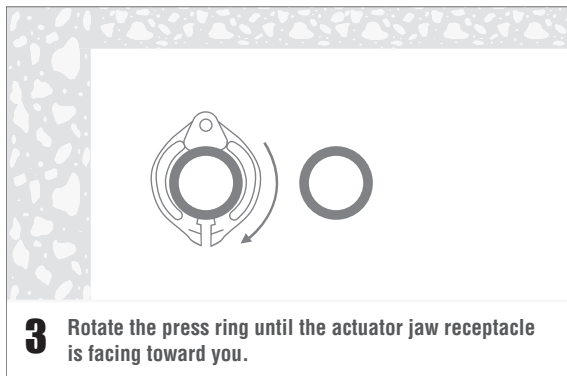 3 Rotate the press ring until the actuator jaw receptacle
is facing toward you.